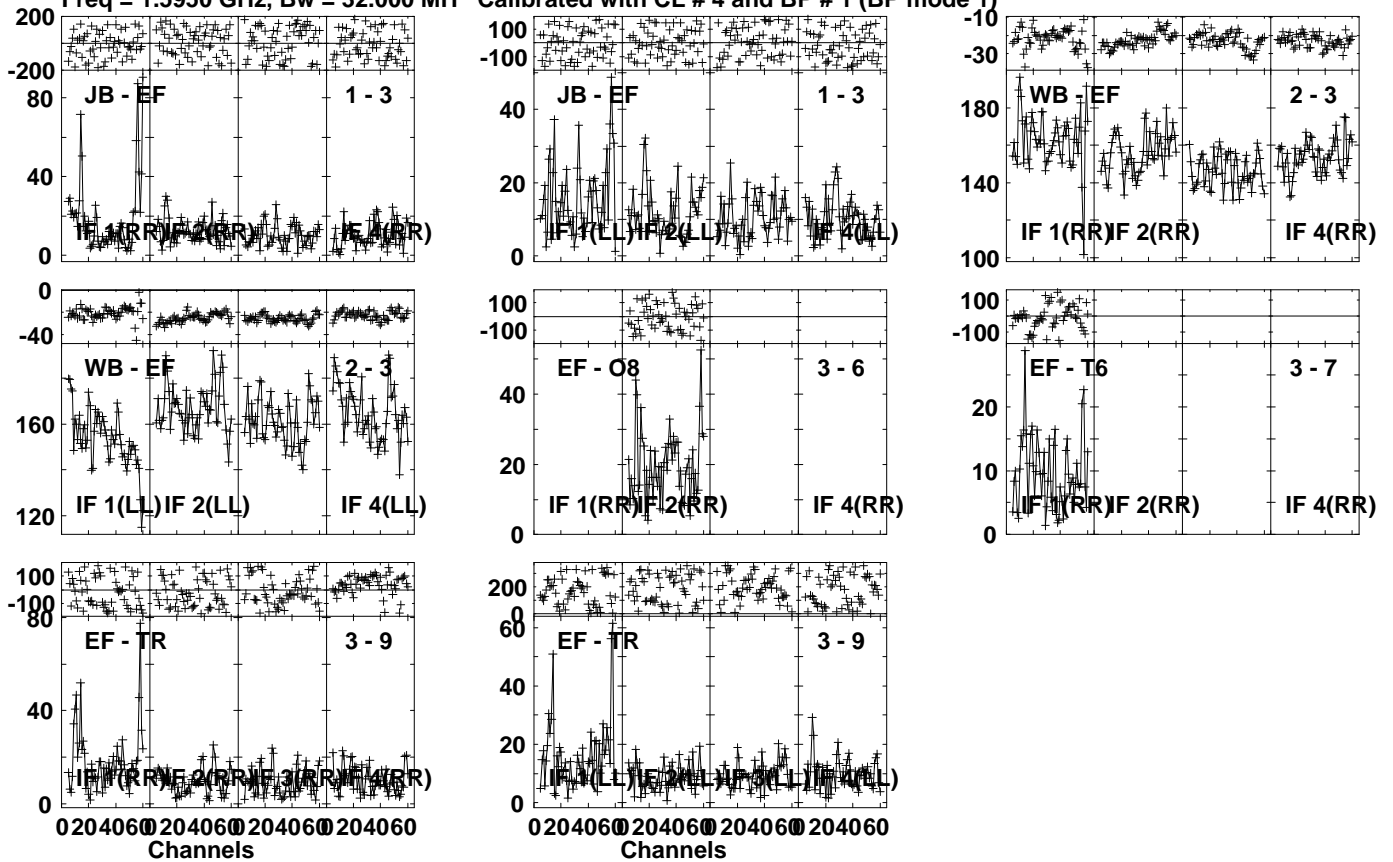 Freq = 1.5950 GHz, Bw = 32.000 MH Calibrated with CL # 4 and BP # 1 (BP mode 1)
200
0
-200
80
40
0
JB - EF
1 - 3
IF 1(RR)
IF 2(RR)
IF 4(RR)
100
-100
40
20
0
JB - EF
1 - 3
IF 1(LL)
IF 2(LL)
IF 4(LL)
-10
-30
180
140
100
WB - EF
2 - 3
IF 1(RR)
IF 2(RR)
IF 4(RR)
0
-40
160
120
WB - EF
2 - 3
IF 1(LL)
IF 2(LL)
IF 4(LL)
100
-100
40
20
0
EF - O8
3 - 6
IF 1(RR)
IF 2(RR)
IF 4(RR)
100
-100
20
10
0
EF - T6
3 - 7
IF 1(RR)
IF 2(RR)
IF 4(RR)
100
-100
80
40
0
EF - TR
3 - 9
IF 1(RR)
IF 2(RR)
IF 3(RR)
IF 4(RR)
0 20 40 60 0 20 40 60 0 20 40 60 0 20 40 60
Channels
200
0
60
40
20
0
EF - TR
3 - 9
IF 1(LL)
IF 2(LL)
IF 3(LL)
IF 4(LL)
0 20 40 60 0 20 40 60 0 20 40 60 0 20 40 60
Channels